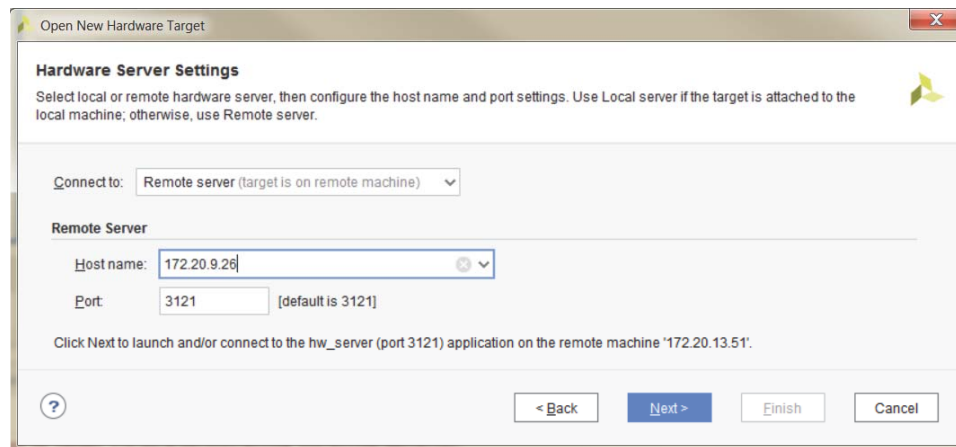 Open New Hardware Target
Hardware Server Settings
Select local or remote hardware server, then configure the host name and port settings. Use Local server if the target is attached to the
local machine; otherwise, use Remote server.
Connect to: Remote server (target is on remote machine)
Remote Server
Host name: 172.20.9.26
Port: 3121 [default is 3121]
Click Next to launch and/or connect to the hw_server (port 3121) application on the remote machine '172.20.13.51'.
? < Back Next > Finish Cancel